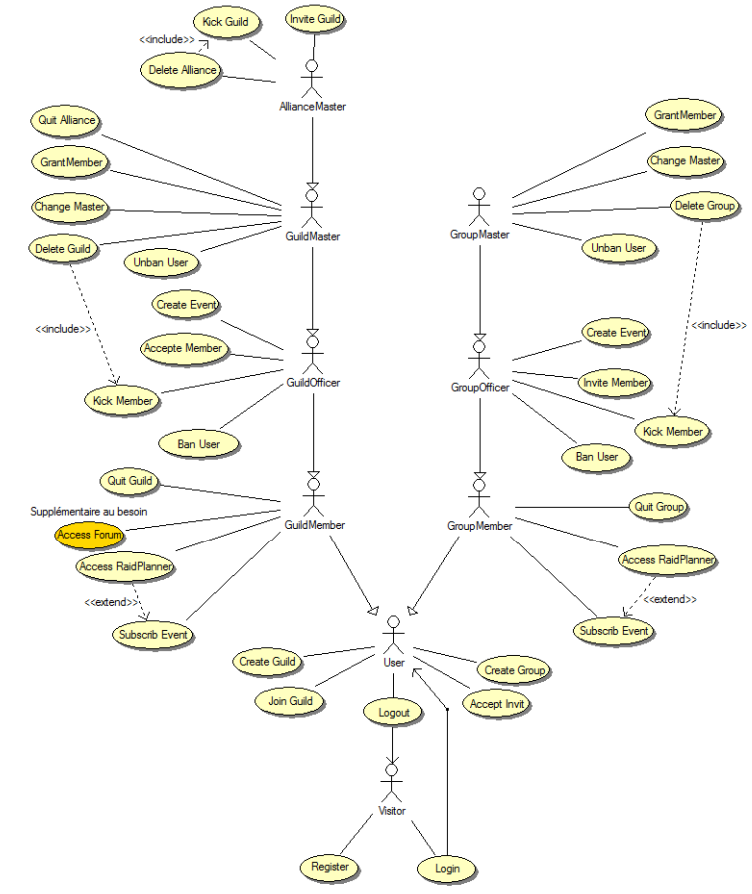 Kick Guild
Invite Guild
<<include>>
Delete Alliance
AllianceMaster
Quit Alliance
GrantMember
Change Master
Delete Guild
Unban User
GuildMaster
GrantMember
Change Master
Delete Group
Unban User
GroupMaster
<<include>>
Create Event
Accepte Member
GuildOfficer
Kick Member
Ban User
<<include>>
Create Event
Invite Member
GroupOfficer
Kick Member
Ban User
Quit Guild
Supplémentaire au besoin
Access Forum
GuildMember
Access RaidPlanner
<<extend>>
Subscrib Event
Quit Group
GroupMember
Access RaidPlanner
<<extend>>
Subscrib Event
User
Create Guild
Join Guild
Logout
Create Group
Accept Invit
Visitor
Register
Login